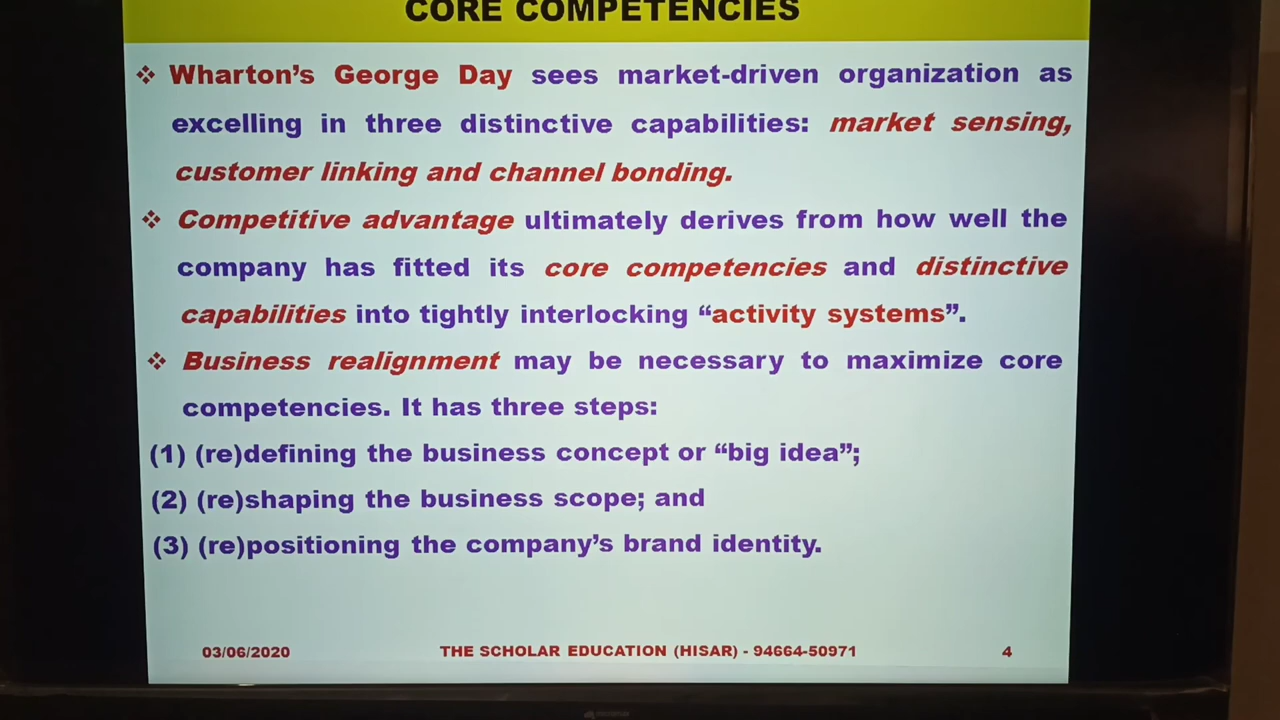 CORE COMPETENCIES
❖ Wharton's George Day sees market-driven organization as
excelling in three distinctive capabilities: market sensing,
customer linking and channel bonding.
❖ Competitive advantage ultimately derives from how well the
company has fitted its core competencies and distinctive
capabilities into tightly interlocking “activity systems”.
❖ Business realignment may be necessary to maximize core
competencies. It has three steps:
(1) (re)defining the business concept or “big idea”;
(2) (re)shaping the business scope; and
(3) (re)positioning the company's brand identity.
03/06/2020 THE SCHOLAR EDUCATION (HISAR) - 94664-50971 4